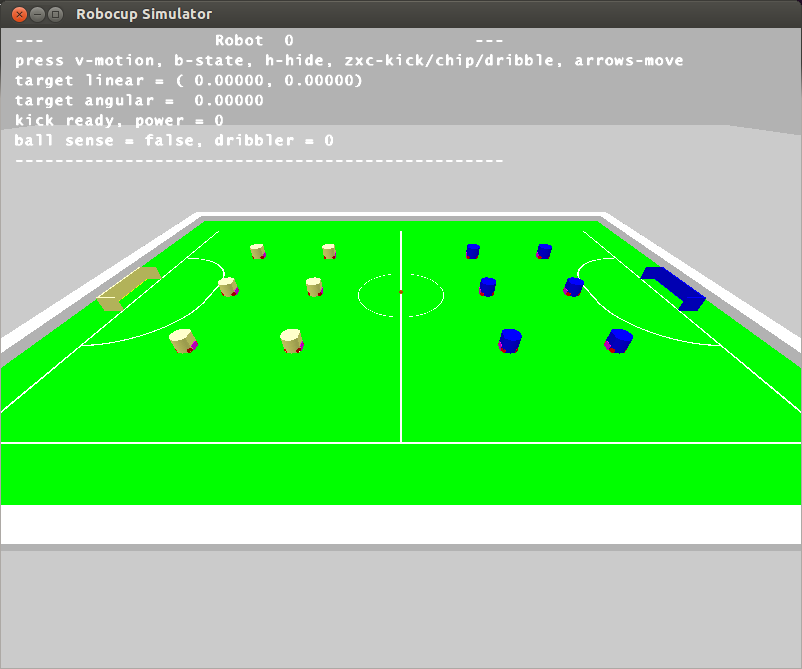 Robocup Simulator
--- Robot 0 ---
press v-motion, b-state, h-hide, zxc-kick/chip/dribble, arrows-move
target linear = ( 0.00000, 0.00000)
target angular = 0.00000
kick ready, power = 0
ball sense = false, dribbler = 0
-------------------------------------------------